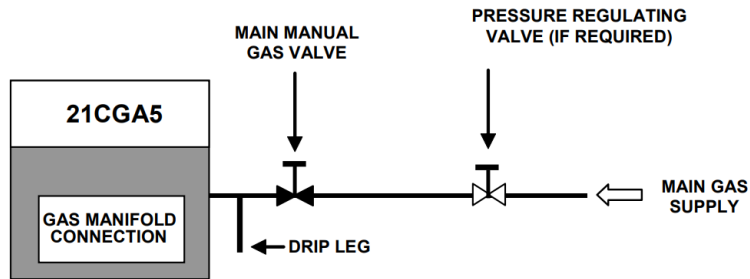 MAIN MANUAL
GAS VALVE
PRESSURE REGULATING
VALVE (IF REQUIRED)
21CGA5
GAS MANIFOLD
CONNECTION
DRIP LEG
MAIN GAS
SUPPLY